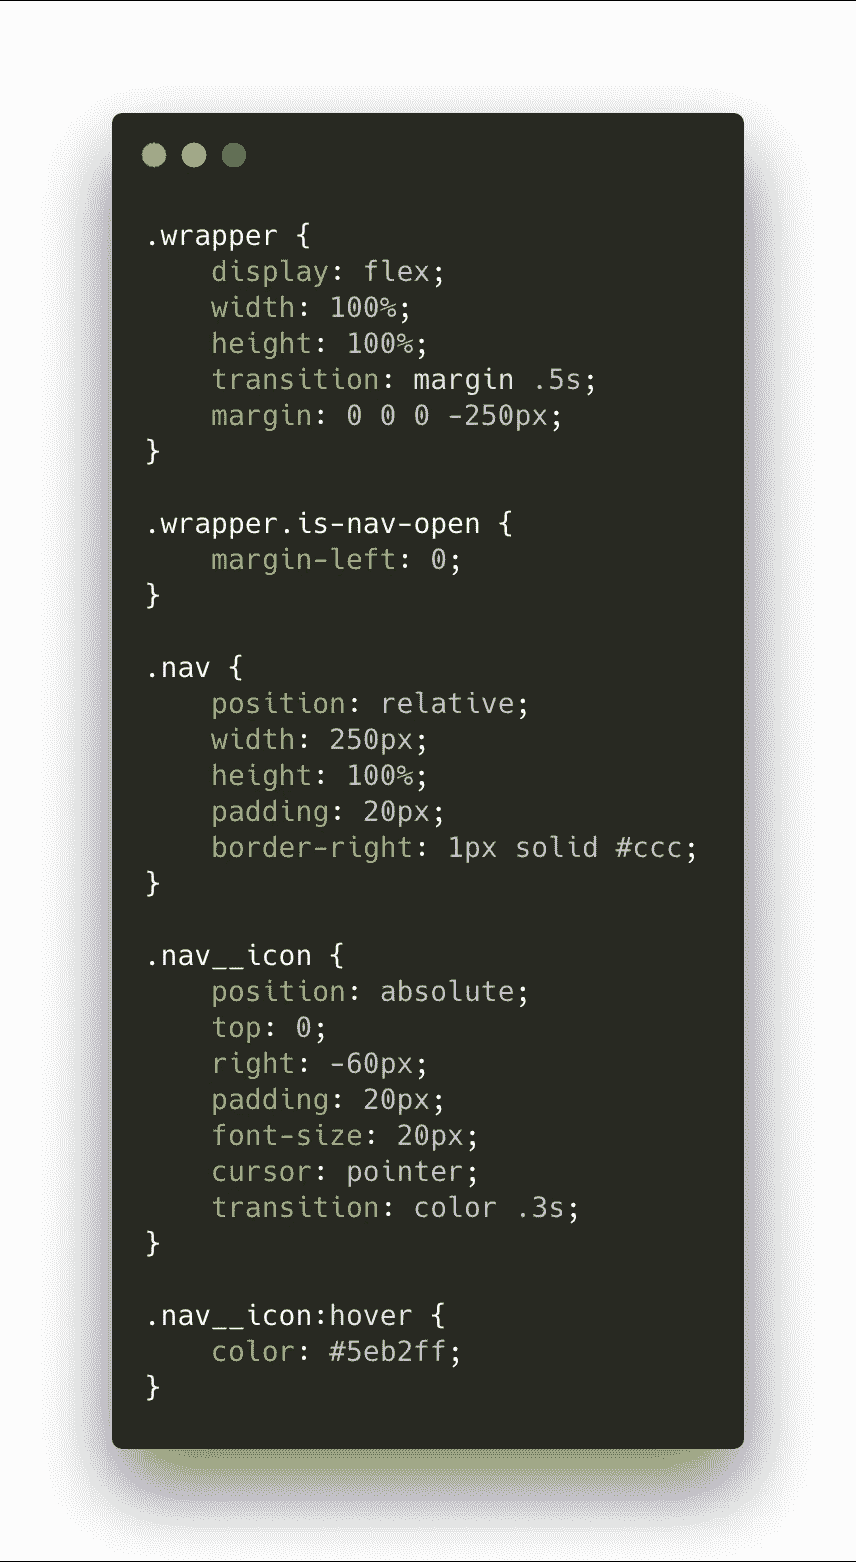 .wrapper {
    display: flex;
    width: 100%;
    height: 100%;
    transition: margin .5s;
    margin: 0 0 0 -250px;
}

.wrapper.is-nav-open {
    margin-left: 0;
}

.nav {
    position: relative;
    width: 250px;
    height: 100%;
    padding: 20px;
    border-right: 1px solid #ccc;
}

.nav__icon {
    position: absolute;
    top: 0;
    right: -60px;
    padding: 20px;
    font-size: 20px;
    cursor: pointer;
    transition: color .3s;
}

.nav__icon:hover {
    color: #5eb2ff;
}